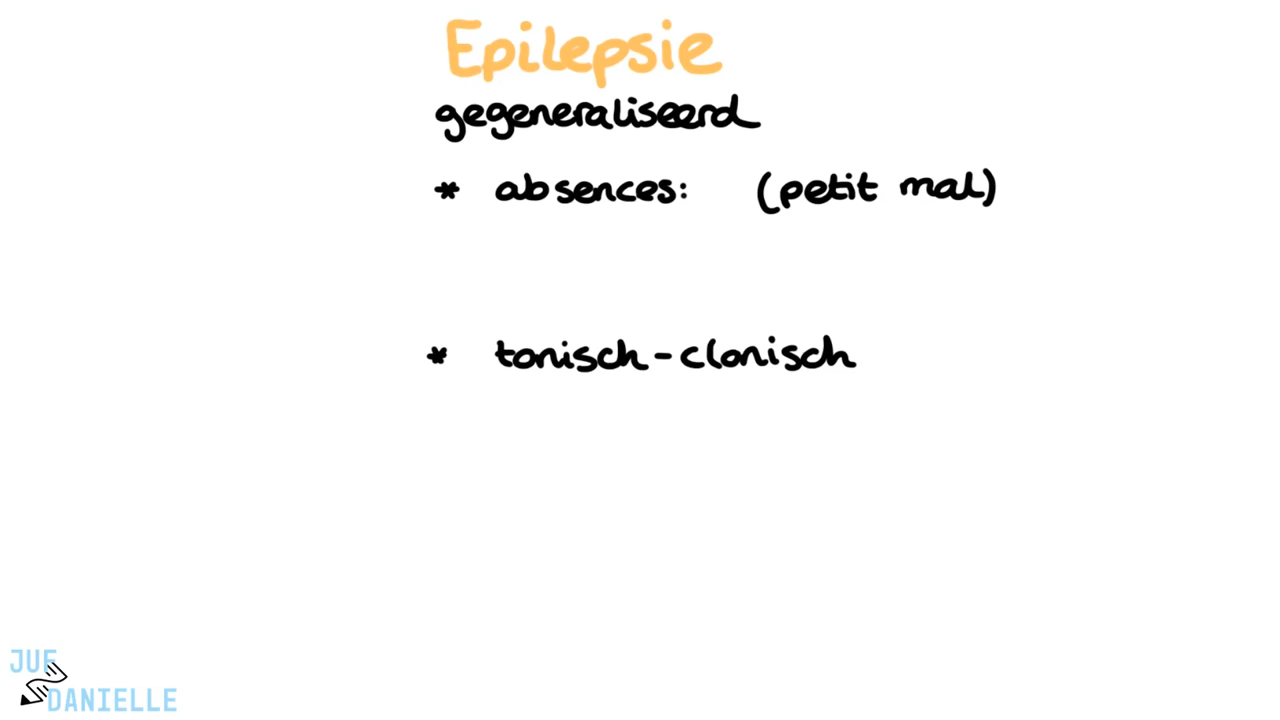 Epilepsie
gegeneraliseerd
* absences: (petit mal)
* tonisch-clonisch
JUF
DANIELLE